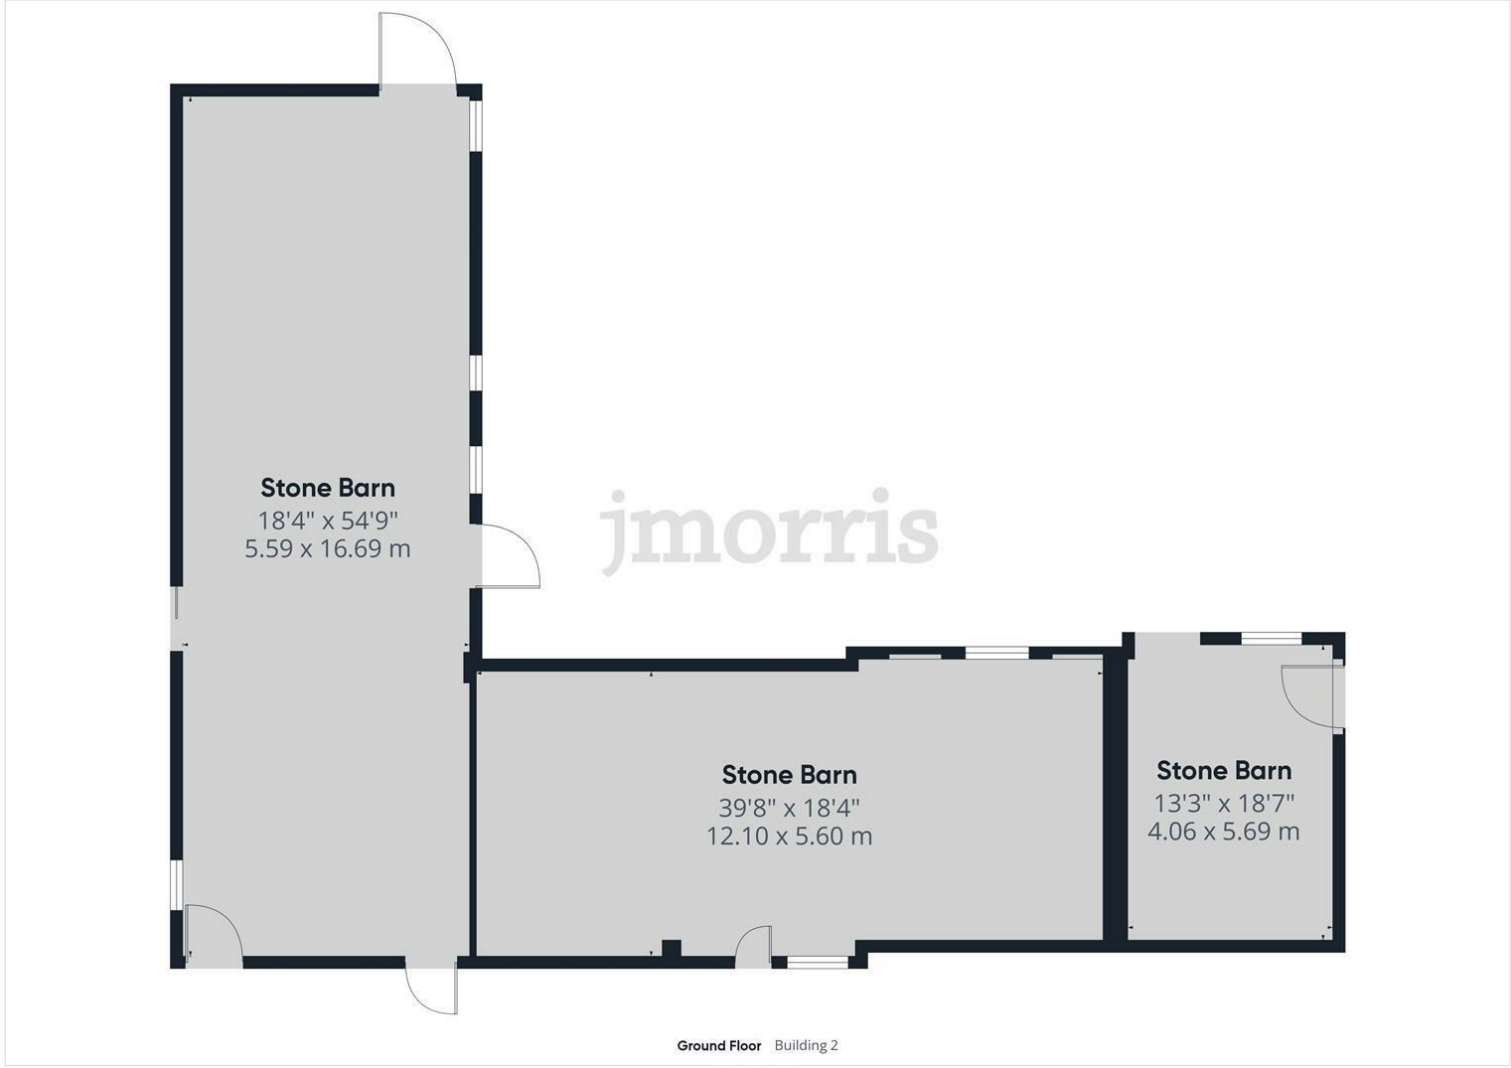 Stone Barn
18'4" x 54'9"
5.59 x 16.69 m
jmorris
Stone Barn
39'8" x 18'4"
12.10 x 5.60 m
Stone Barn
13'3" x 18'7"
4.06 x 5.69 m
Ground Floor Building 2